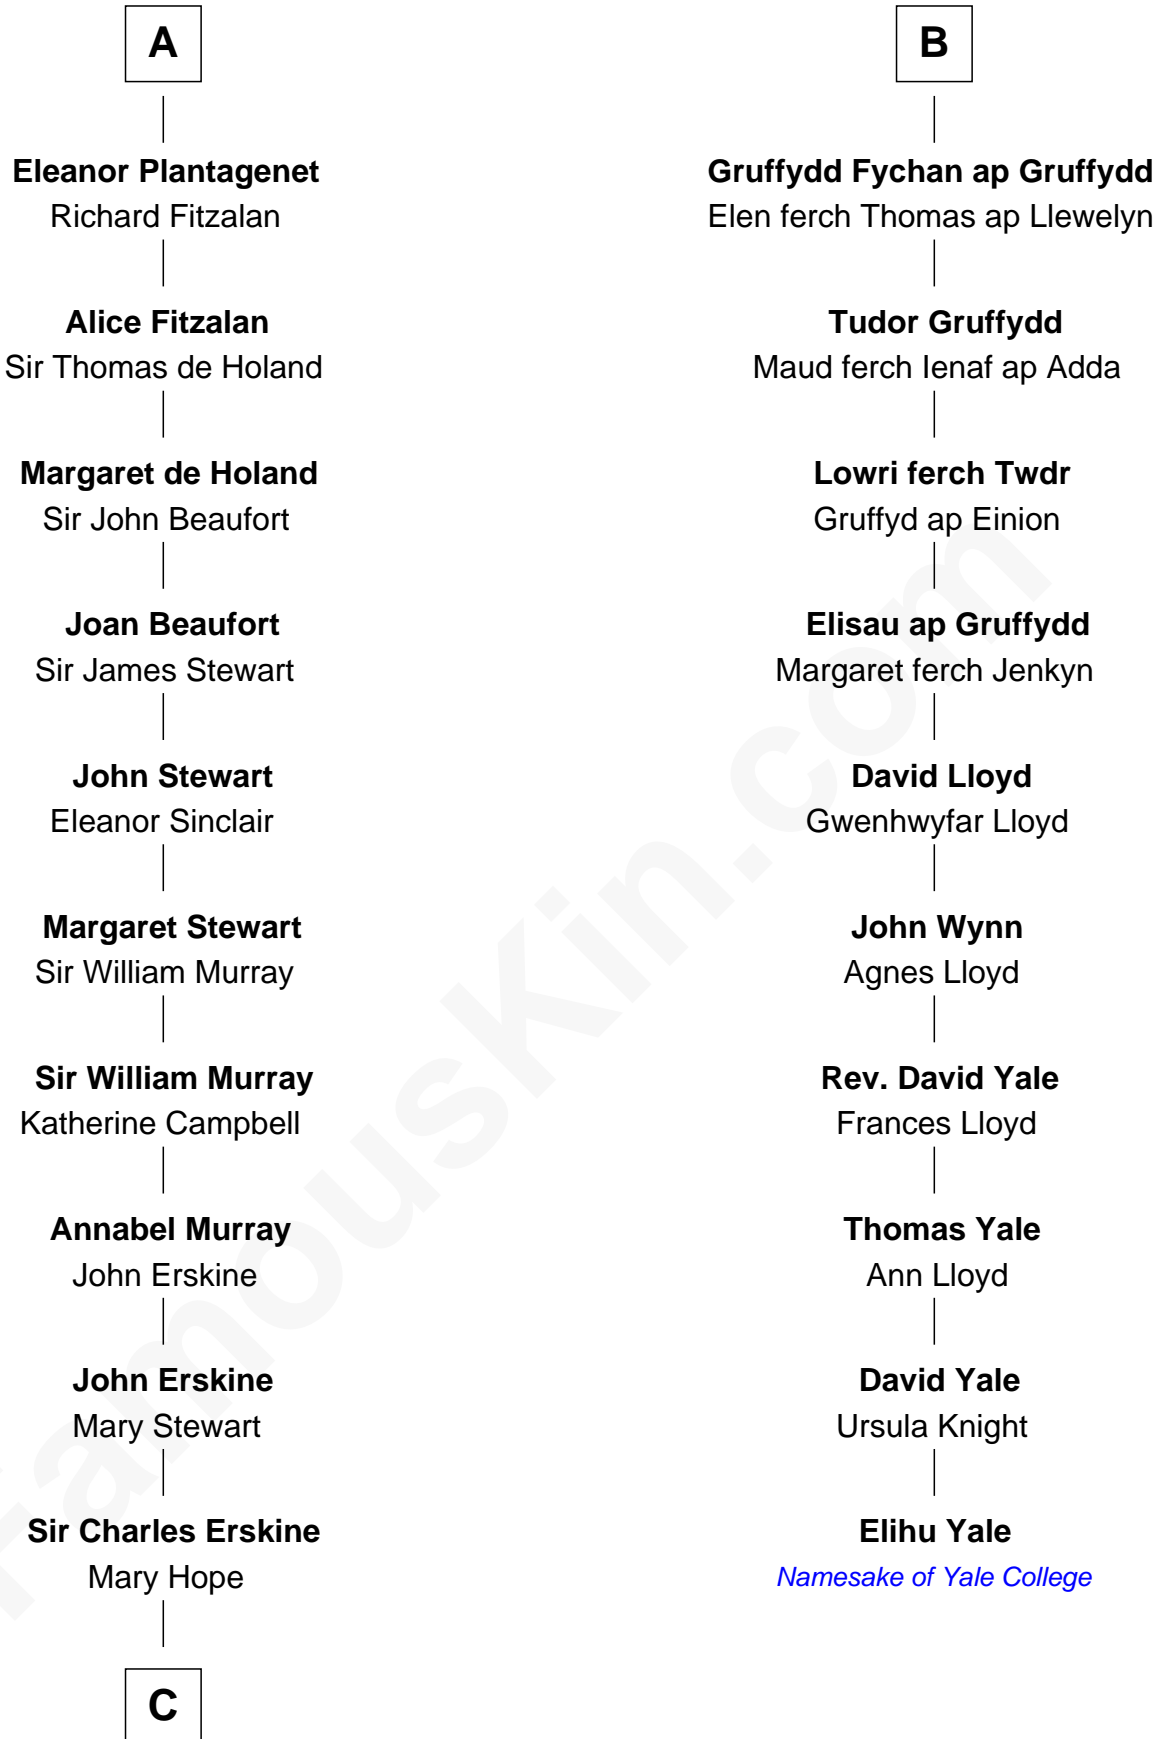 A
Eleanor Plantagenet
Richard Fitzalan
Alice Fitzalan
Sir Thomas de Holand
Margaret de Holand
Sir John Beaufort
Joan Beaufort
Sir James Stewart
John Stewart
Eleanor Sinclair
Margaret Stewart
Sir William Murray
Sir William Murray
Katherine Campbell
Annabel Murray
John Erskine
John Erskine
Mary Stewart
Sir Charles Erskine
Mary Hope
C
B
Gruffydd Fychan ap Gruffydd
Elen ferch Thomas ap Llewelyn
Tudor Gruffydd
Maud ferch Ienaf ap Adda
Lowri ferch Twdr
Gruffyd ap Einion
Elisau ap Gruffydd
Margaret ferch Jenkyn
David Lloyd
Gwenhwyfar Lloyd
John Wynn
Agnes Lloyd
Rev. David Yale
Frances Lloyd
Thomas Yale
Ann Lloyd
David Yale
Ursula Knight
Elihu Yale
Namesake of Yale College
FamousKin.com